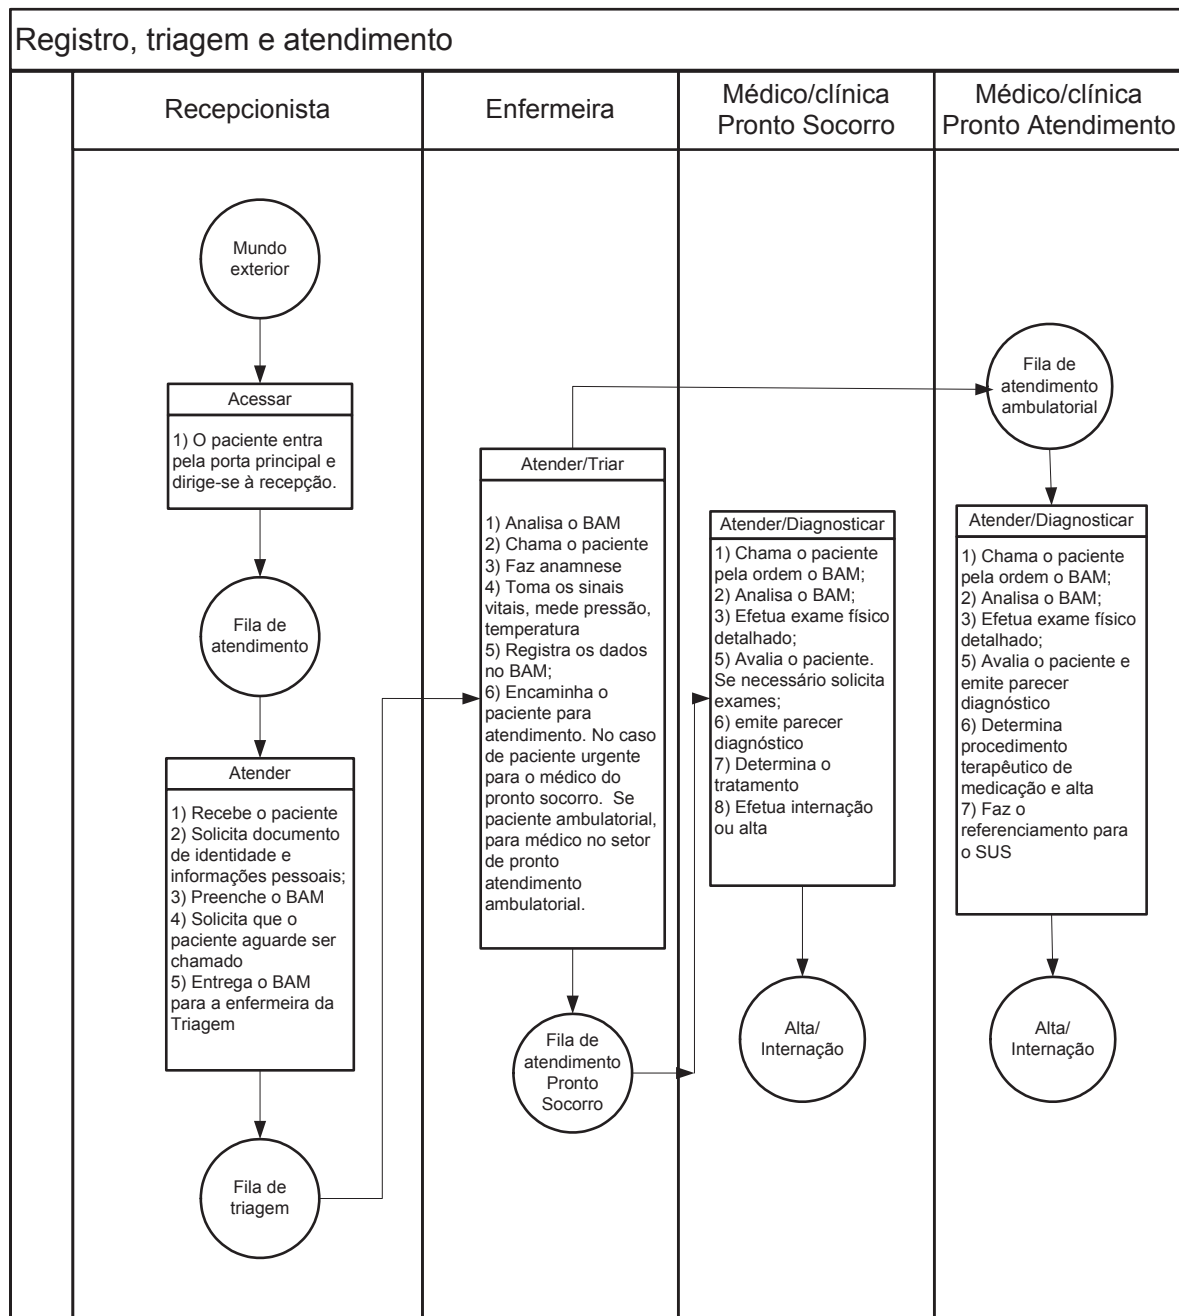 Registro, triagem e atendimento
Recepcionista
Enfermeira
Médico/clínica
Pronto Socorro
Médico/clínica
Pronto Atendimento
Mundo
exterior
Acessar
1) O paciente entra
pela porta principal e
dirige-se à recepção.
Fila de
atendimento
Atender
1) Recebe o paciente
2) Solicita documento
de identidade e
informações pessoais;
3) Preenche o BAM
4) Solicita que o
paciente aguarde ser
chamado
5) Entrega o BAM
para a enfermeira da
Triagem
Fila de
triagem
Atender/Triar
1) Analisa o BAM
2) Chama o paciente
3) Faz anamnese
4) Toma os sinais
vitais, mede pressão,
temperatura
5) Registra os dados
no BAM;
6) Encaminha o
paciente para
atendimento. No caso
de paciente urgente
para o médico do
pronto socorro.  Se
paciente ambulatorial,
para médico no setor
de pronto
atendimento
ambulatorial.
Fila de
atendimento
Pronto
Socorro
Atender/Diagnosticar
1) Chama o paciente
pela ordem o BAM;
2) Analisa o BAM;
3) Efetua exame físico
detalhado;
5) Avalia o paciente.
Se necessário solicita
exames;
6) emite parecer
diagnóstico
7) Determina o
tratamento
8) Efetua internação
ou alta
Alta/
Internação
Fila de
atendimento
ambulatorial
Atender/Diagnosticar
1) Chama o paciente
pela ordem o BAM;
2) Analisa o BAM;
3) Efetua exame físico
detalhado;
5) Avalia o paciente e
emite parecer
diagnóstico
6) Determina
procedimento
terapêutico de
medicação e alta
7) Faz o
referenciamento para
o SUS
Alta/
Internação